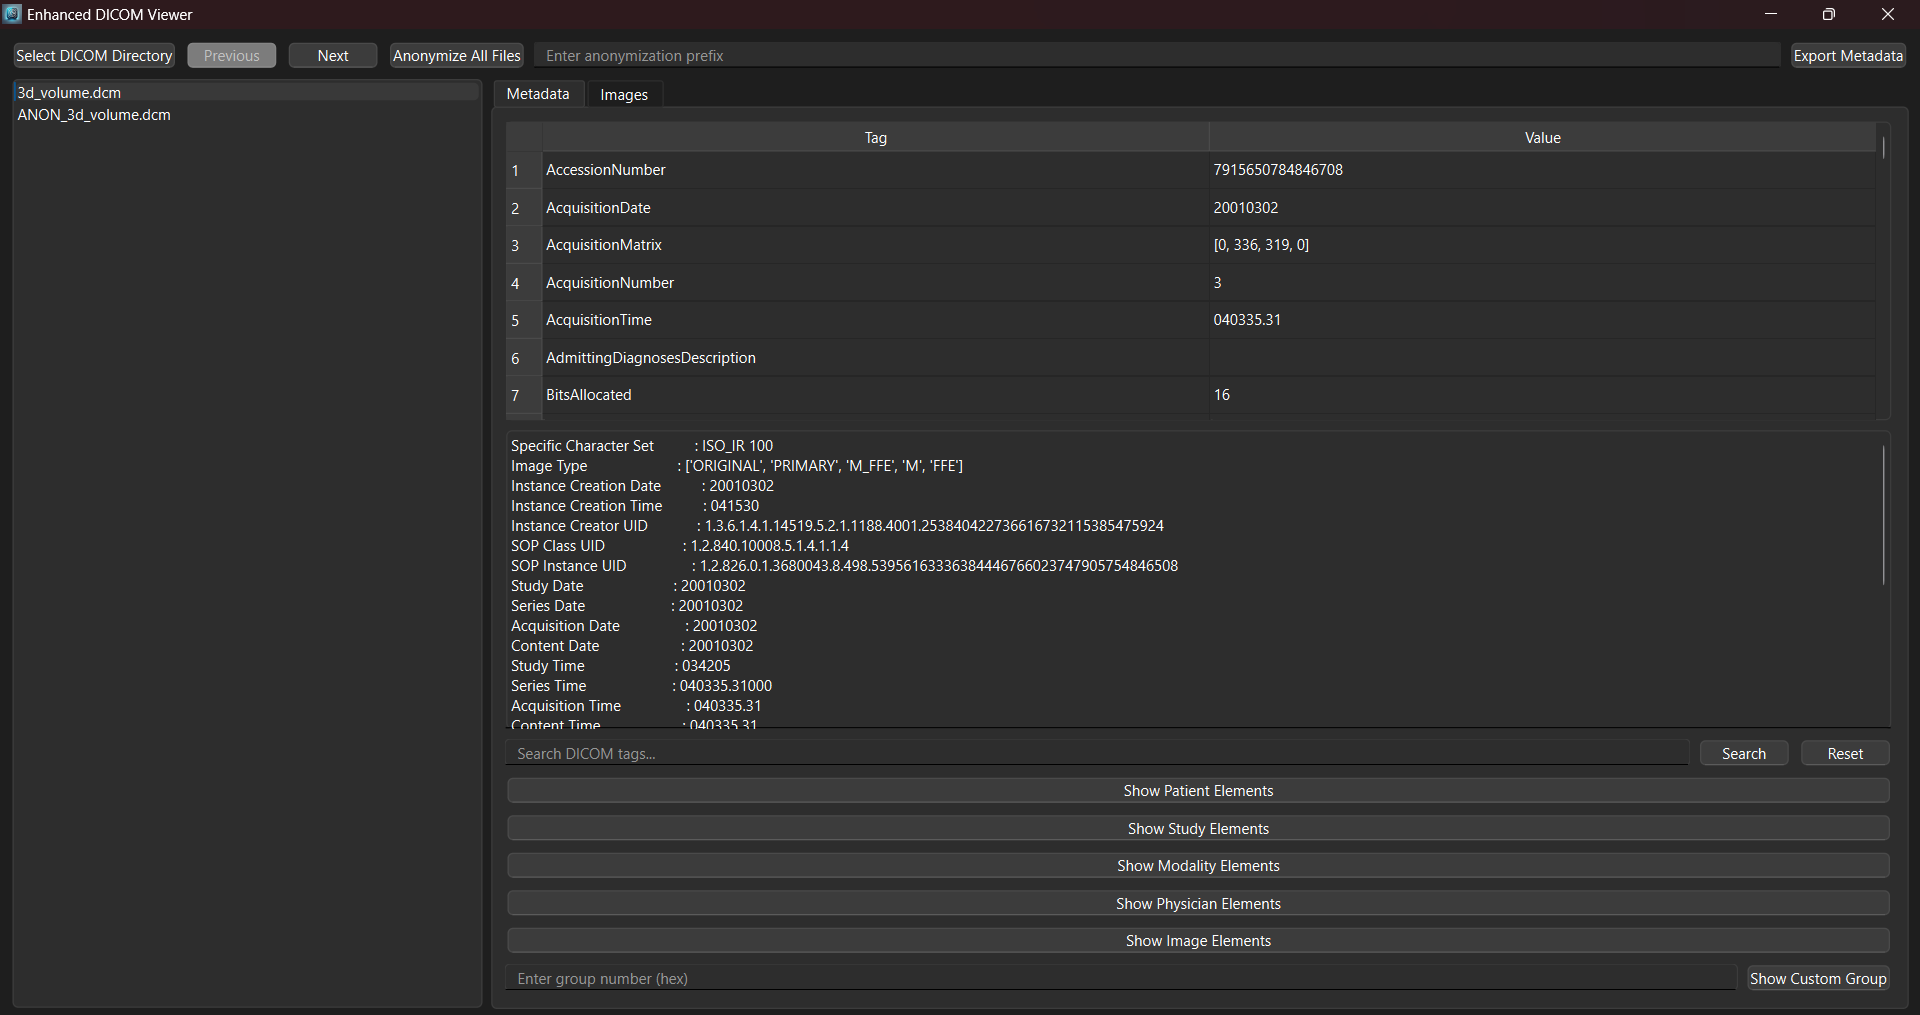 Enhanced DICOM Viewer
Select DICOM Directory Previous Next Anonymize All Files Enter anonymization prefix Export Metadata
3d_volume.dcm
ANON_3d_volume.dcm
Metadata Images
Tag Value
1 AccessionNumber 7915650784846708
2 AcquisitionDate 20010302
3 AcquisitionMatrix [0, 336, 319, 0]
4 AcquisitionNumber 3
5 AcquisitionTime 040335.31
6 AdmittingDiagnosesDescription
7 BitsAllocated 16
Specific Character Set : ISO_IR 100
Image Type : ['ORIGINAL', 'PRIMARY', 'M_FFE', 'M', 'FFE']
Instance Creation Date : 20010302
Instance Creation Time : 041530
Instance Creator UID : 1.3.6.1.4.1.14519.5.2.1.1188.4001.253840422736616732115385475924
SOP Class UID : 1.2.840.10008.5.1.4.1.1.4
SOP Instance UID : 1.2.826.0.1.3680043.8.498.53956163336384446766023747905754846508
Study Date : 20010302
Series Date : 20010302
Acquisition Date : 20010302
Content Date : 20010302
Study Time : 034205
Series Time : 040335.31000
Acquisition Time : 040335.31
Content Time : 040335.31
Search DICOM tags... Search Reset
Show Patient Elements
Show Study Elements
Show Modality Elements
Show Physician Elements
Show Image Elements
Enter group number (hex) Show Custom Group